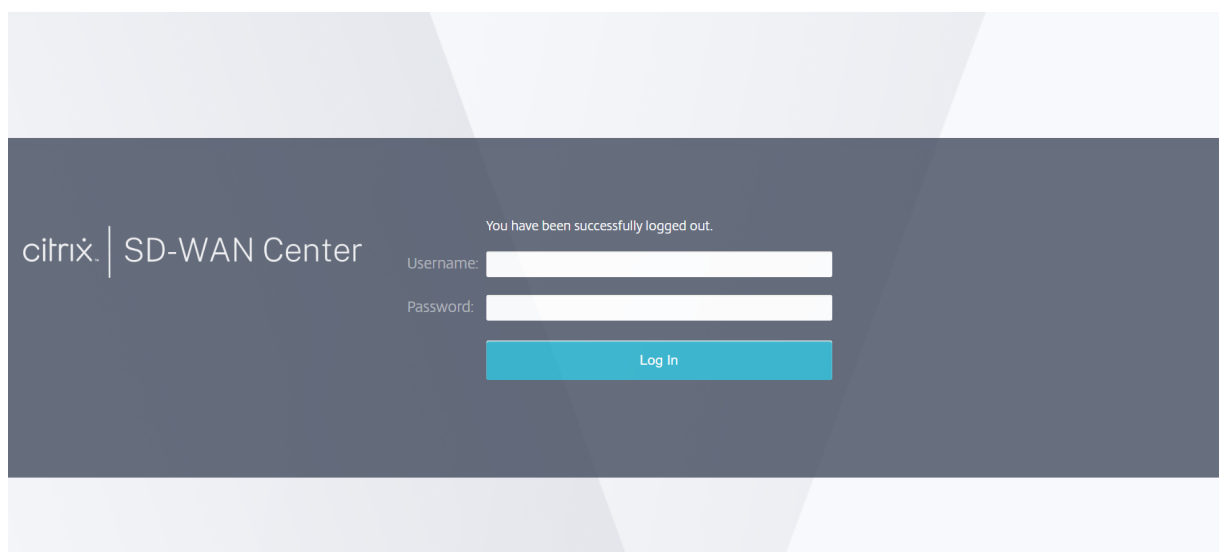 You have been successfully logged out.
citrix. | SD-WAN Center
Username:
Password:
Log In